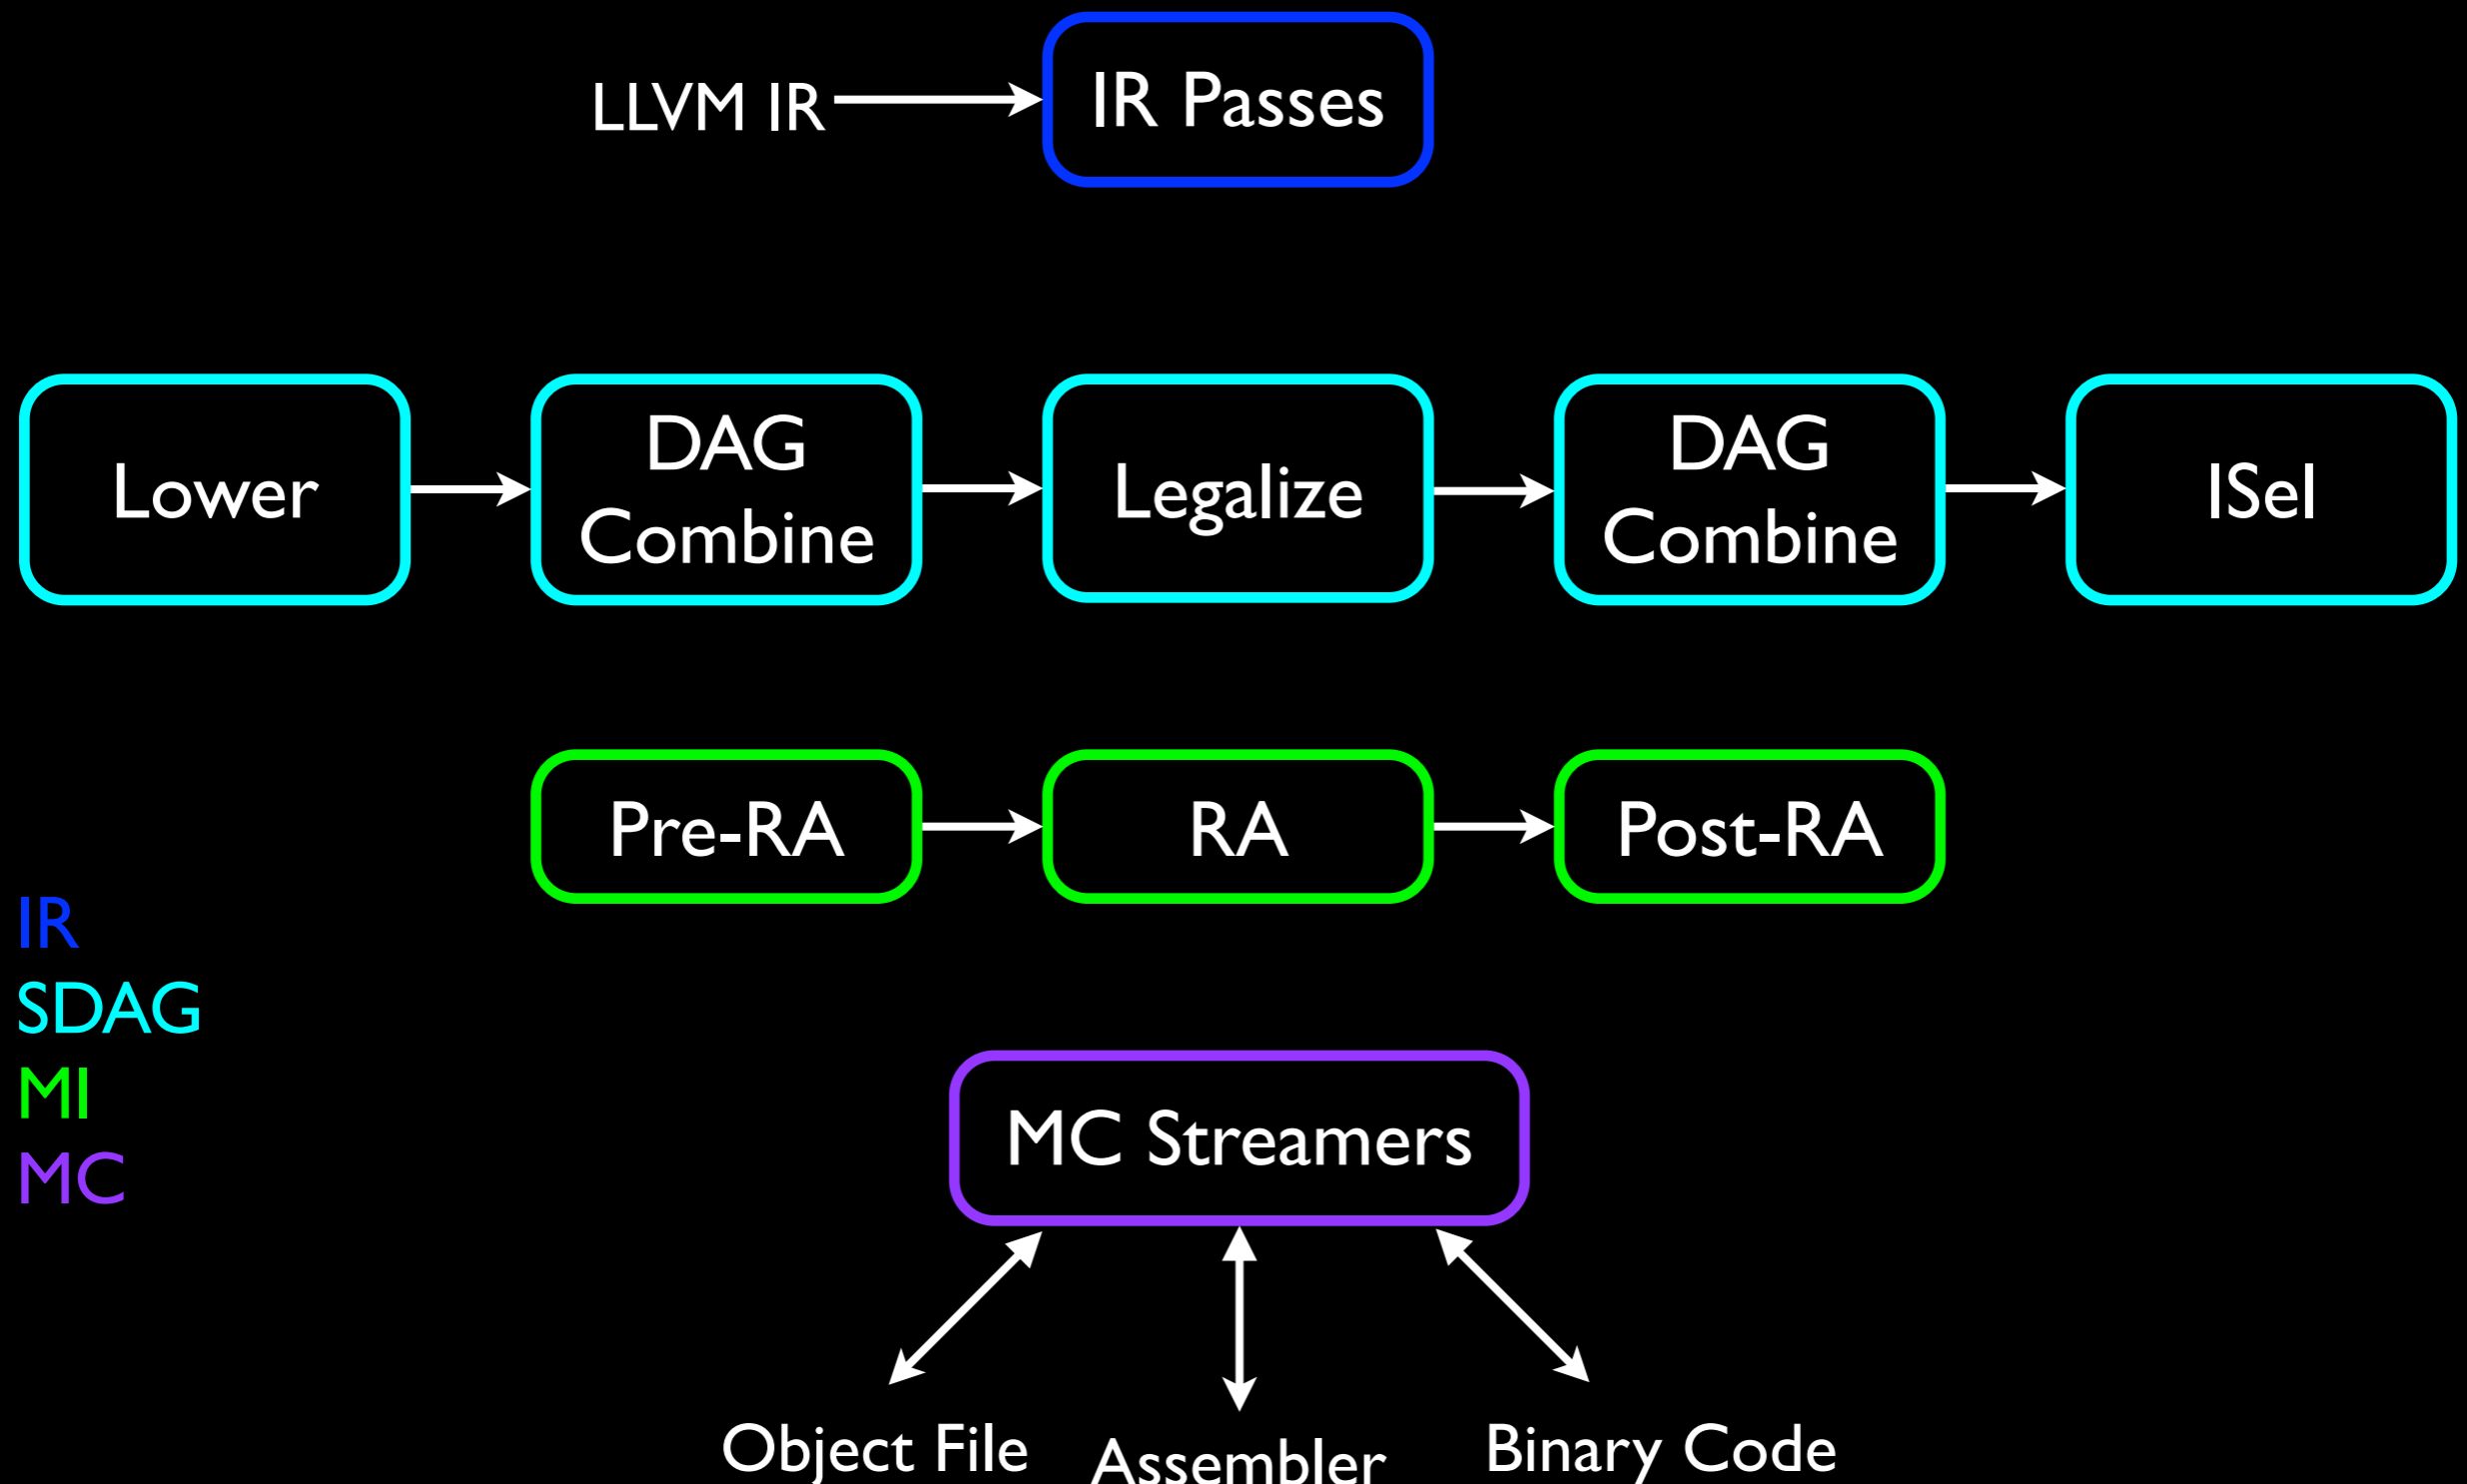 LLVM IR
IR Passes
Lower
DAG
Combine
Legalize
DAG
Combine
ISel
Pre-RA
RA
Post-RA
IR
SDAG
MI
MC
MC Streamers
Object File
Assembler
Binary Code